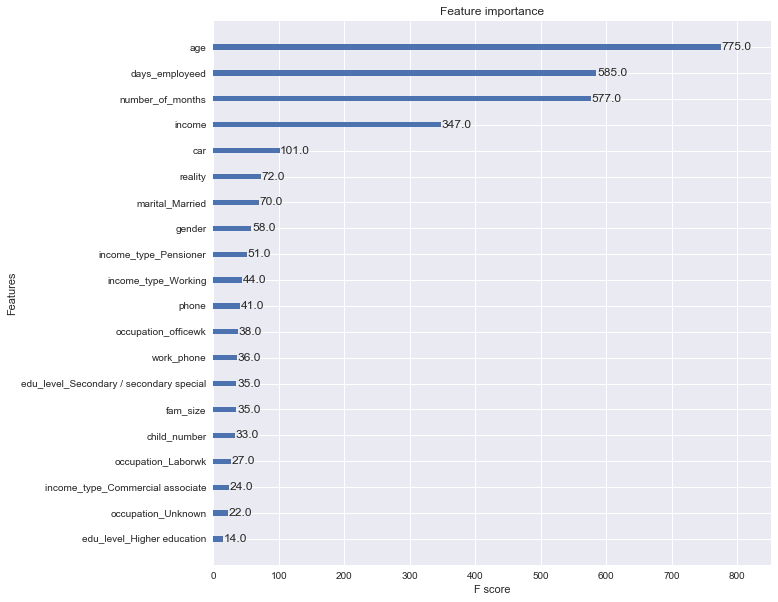 Feature importance
age 775.0
days_employeed 585.0
number_of_months 577.0
income 347.0
car 101.0
reality 72.0
marital_Married 70.0
gender 58.0
income_type_Pensioner 51.0
income_type_Working 44.0
phone 41.0
occupation_officewk 38.0
work_phone 36.0
edu_level_Secondary / secondary special 35.0
fam_size 35.0
child_number 33.0
occupation_Laborwk 27.0
income_type_Commercial associate 24.0
occupation_Unknown 22.0
edu_level_Higher education 14.0
Features
0 100 200 300 400 500 600 700 800
F score